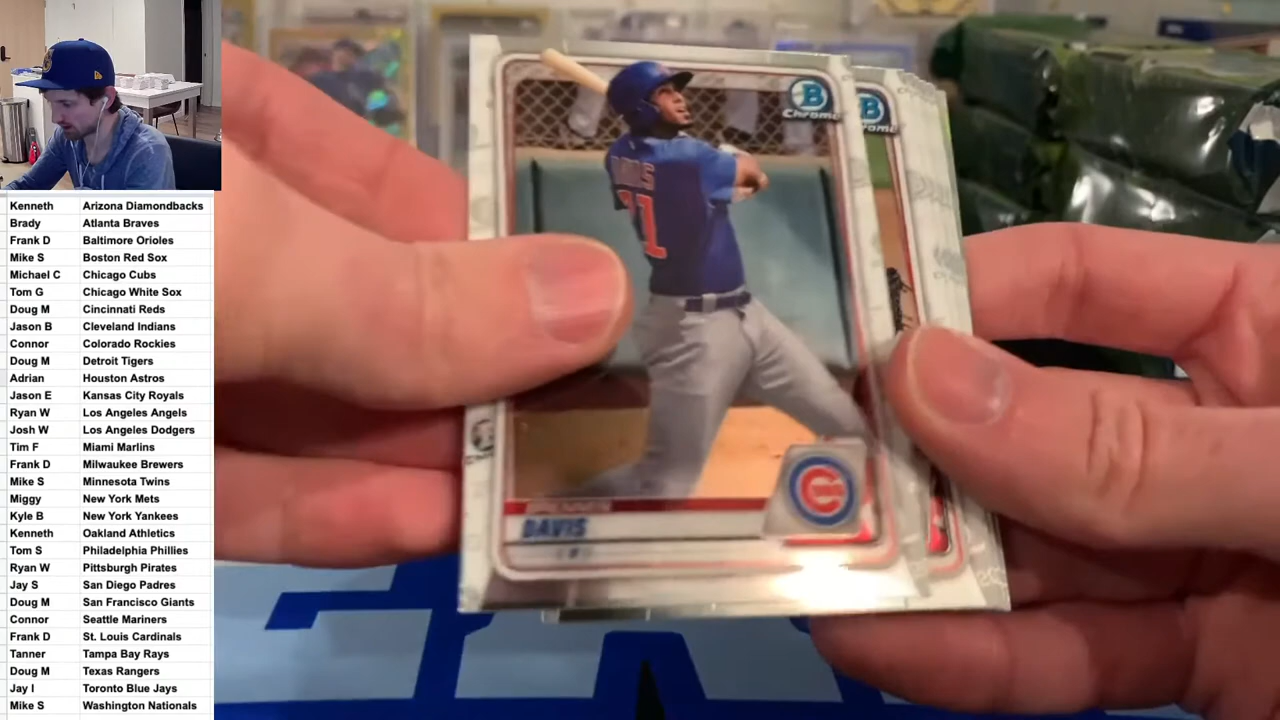 Kenneth Arizona Diamondbacks
Brady Atlanta Braves
Frank D Baltimore Orioles
Mike S Boston Red Sox
Michael C Chicago Cubs
Tom G Chicago White Sox
Doug M Cincinnati Reds
Jason B Cleveland Indians
Connor Colorado Rockies
Doug M Detroit Tigers
Adrian Houston Astros
Jason E Kansas City Royals
Ryan W Los Angeles Angels
Josh W Los Angeles Dodgers
Tim F Miami Marlins
Frank D Milwaukee Brewers
Mike S Minnesota Twins
Miggy New York Mets
Kyle B New York Yankees
Kenneth Oakland Athletics
Tom S Philadelphia Phillies
Ryan W Pittsburgh Pirates
Jay S San Diego Padres
Doug M San Francisco Giants
Connor Seattle Mariners
Frank D St. Louis Cardinals
Tanner Tampa Bay Rays
Doug M Texas Rangers
Jay I Toronto Blue Jays
Mike S Washington Nationals
B
Chrome
B
11
DAVIS
C